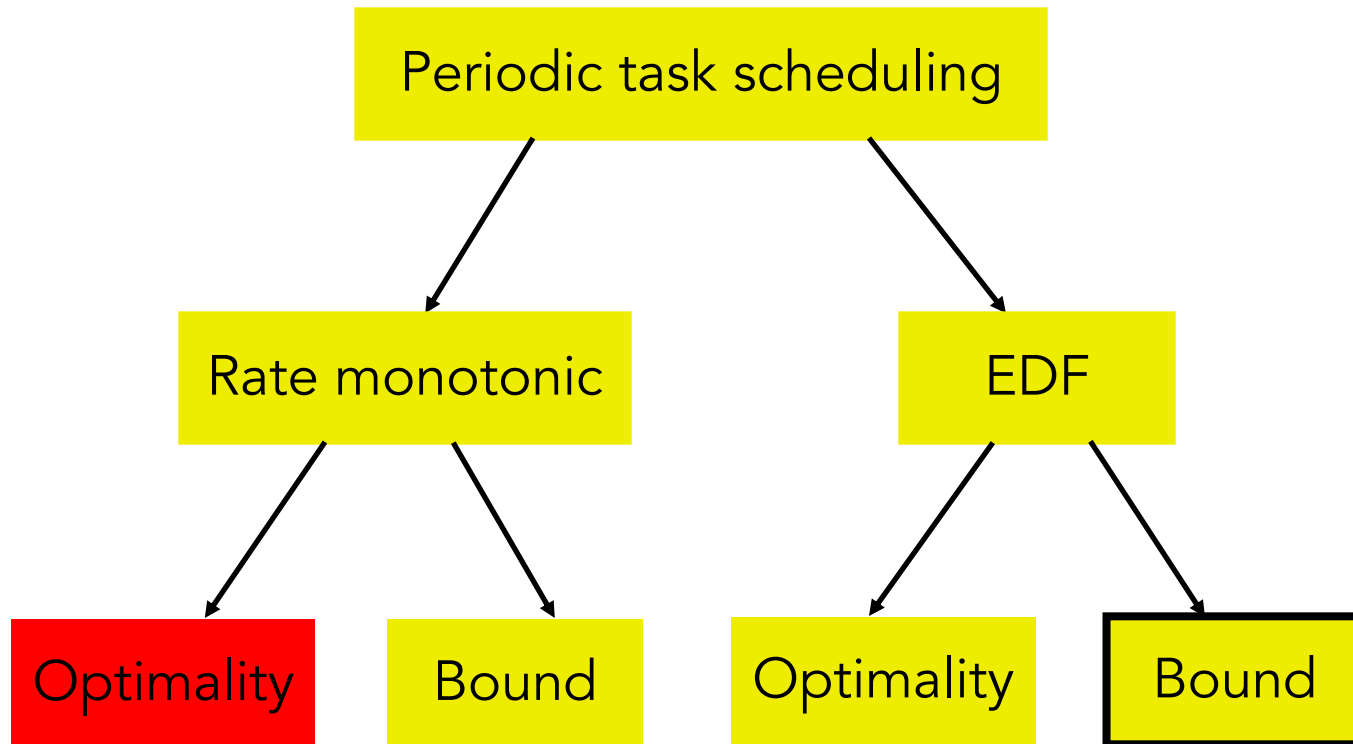 Periodic task scheduling
Rate monotonic
EDF
Optimality
Bound
Optimality
Bound